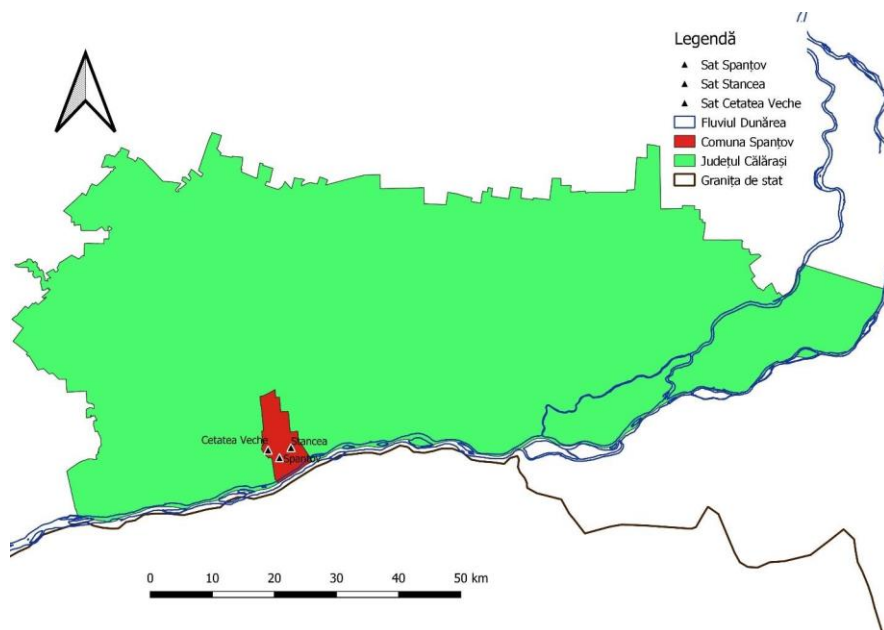 Legendă
Sat Spanțov
Sat Stancea
Sat Cetatea Veche
Fluviul Dunărea
Comuna Spanțov
Județul Călărași
Granița de stat
Cetatea Veche
Stancea
Spanțov
0 10 20 30 40 50 km